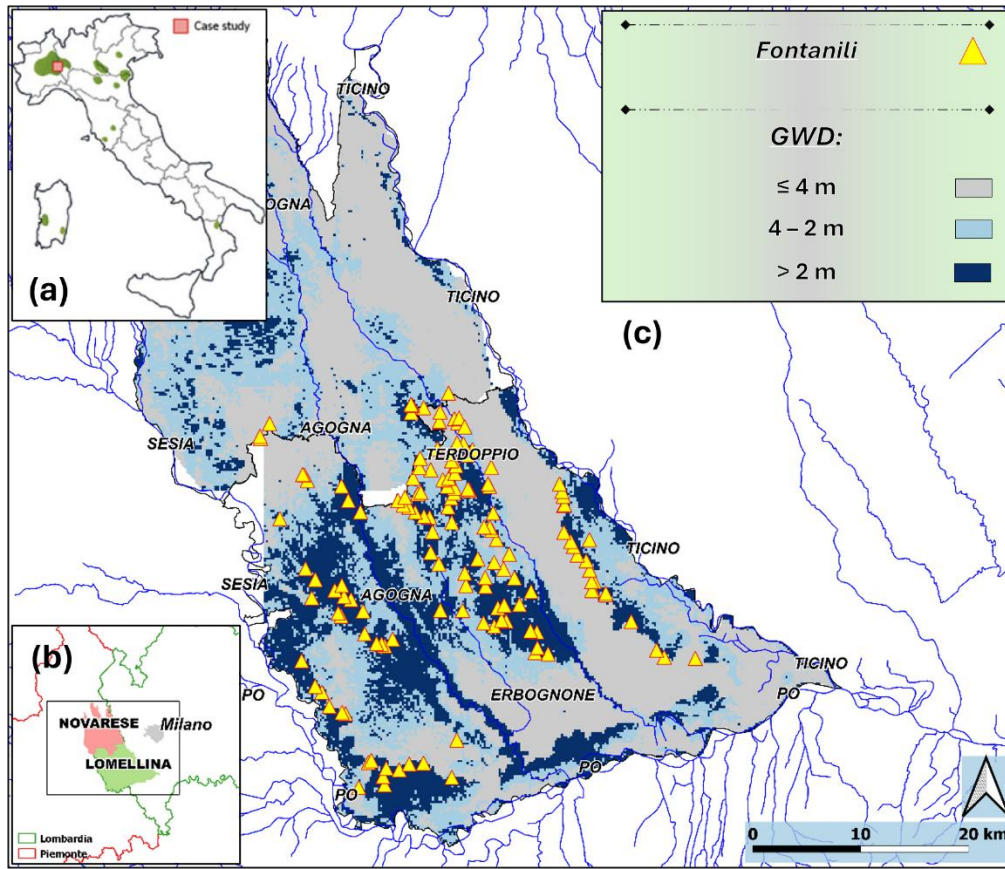 Case study
(a)
TICINO
OGNA
TICINO
Fontanili
GWD:
≤ 4 m
4 – 2 m
> 2 m
(c)
SESIA
AGOGNA
TERDOPPIO
TICINO
SESIA
AGOGNA
(b)
PO
ERBOGNONE
TICINO
PO
NOVARESE
Milano
LOMELLINA
PO
PO
Lombardia
Piemonte
0 10 20 km